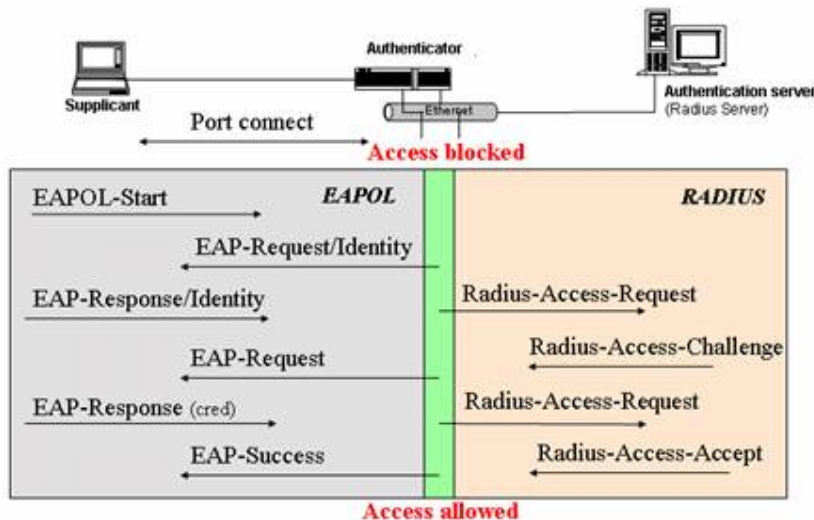 Authenticator
Supplicant
Ethernet
Authentication server
(Radius Server)
Port connect
Access blocked
EAPOL
RADIUS
EAPOL-Start
EAP-Request/Identity
EAP-Response/Identity
Radius-Access-Request
EAP-Request
Radius-Access-Challenge
EAP-Response (cred)
Radius-Access-Request
EAP-Success
Radius-Access-Accept
Access allowed